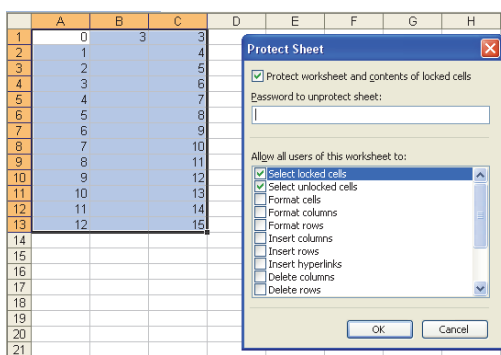 A B C D E F G H
1 0 3 3
2 1 4
3 2 5
4 3 6
5 4 7
6 5 8
7 6 9
8 7 10
9 8 11
10 9 12
11 10 13
12 11 14
13 12 15
14
15
16
17
18
19
20
21
Protect Sheet
Protect worksheet and contents of locked cells
Password to unprotect sheet:
Allow all users of this worksheet to:
Select locked cells
Select unlocked cells
Format cells
Format columns
Format rows
Insert columns
Insert rows
Insert hyperlinks
Delete columns
Delete rows
OK Cancel